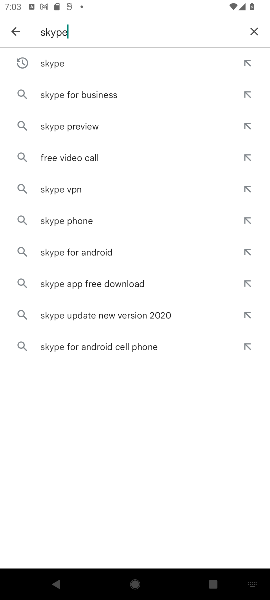 7:03
skype
skype
skype for business
skype preview
free video call
skype vpn
skype phone
skype for android
skype app free download
skype update new version 2020
skype for android cell phone